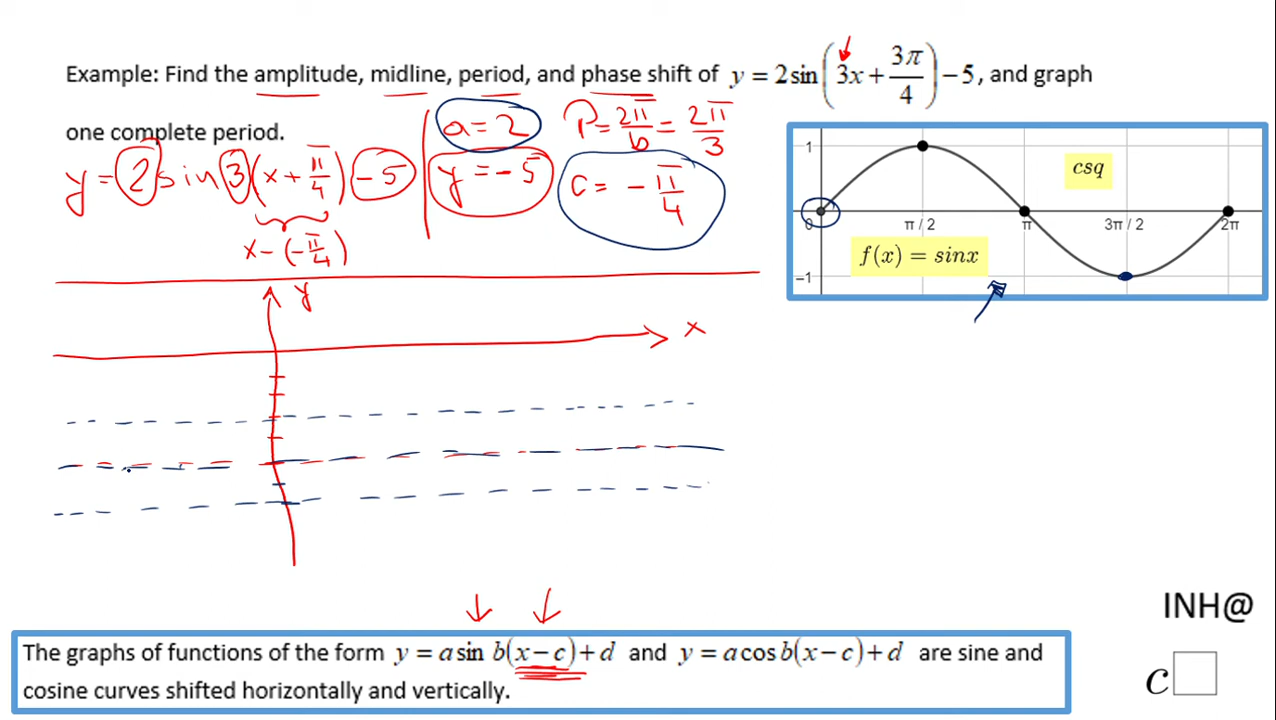 Example: Find the amplitude, midline, period, and phase shift of y = 2sin(3x + 3π/4) − 5, and graph
one complete period.
y = 2 sin 3(x + π/4) − 5
x − (−π/4)
a = 2
y = −5
P = 2π/b = 2π/3
c = −π/4
1
csq
0
π / 2
π
3π / 2
2π
f(x) = sinx
−1
y
x
INH@
The graphs of functions of the form y = a sin b(x − c) + d and y = a cos b(x − c) + d are sine and
cosine curves shifted horizontally and vertically.
c